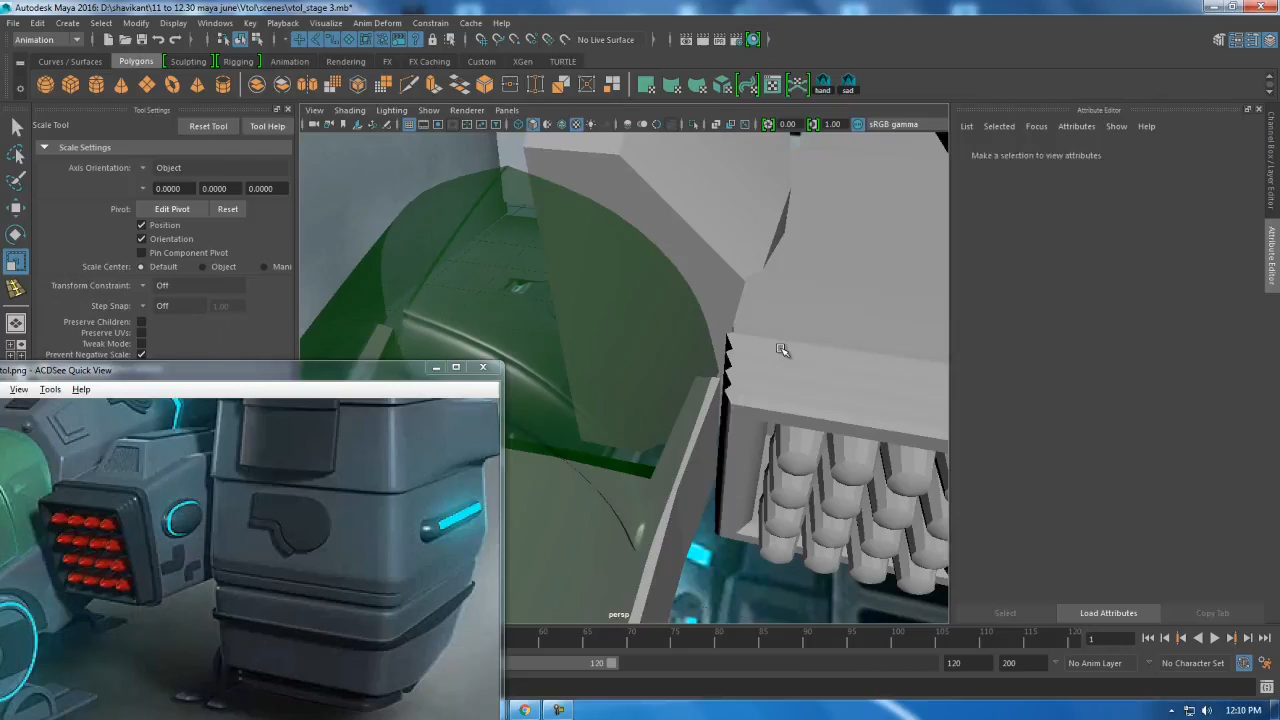 Autodesk Maya 2016: D:\shavikant\11 to 12.30 maya june\Vtol\scenes\vtol_stage 3.mb*
File Edit Create Select Modify Display Windows Key Playback Visualize Anim Deform Constrain Cache Help
Animation No Live Surface
Curves / Surfaces Polygons Sculpting Rigging Animation Rendering FX FX Caching Custom XGen TURTLE
hand sad
Tool Settings
Scale Tool Reset Tool Tool Help
Scale Settings
Axis Orientation: Object
0.0000 0.0000 0.0000
Pivot: Edit Pivot Reset
Position
Orientation
Pin Component Pivot
Scale Center: Default Object Mani
Transform Constraint: Off
Step Snap: Off 1.00
Preserve Children:
Preserve UVs:
Tweak Mode:
Prevent Negative Scale:
View Shading Lighting Show Renderer Panels
0.00 1.00 sRGB gamma
persp
Attribute Editor
List Selected Focus Attributes Show Help
Make a selection to view attributes
Channel Box / Layer Editor
Attribute Editor
Select Load Attributes Copy Tab
tol.png - ACDSee Quick View
View Tools Help
60 65 70 75 80 85 90 95 100 105 110 115 120 1
120 120 200 No Anim Layer No Character Set
12:10 PM